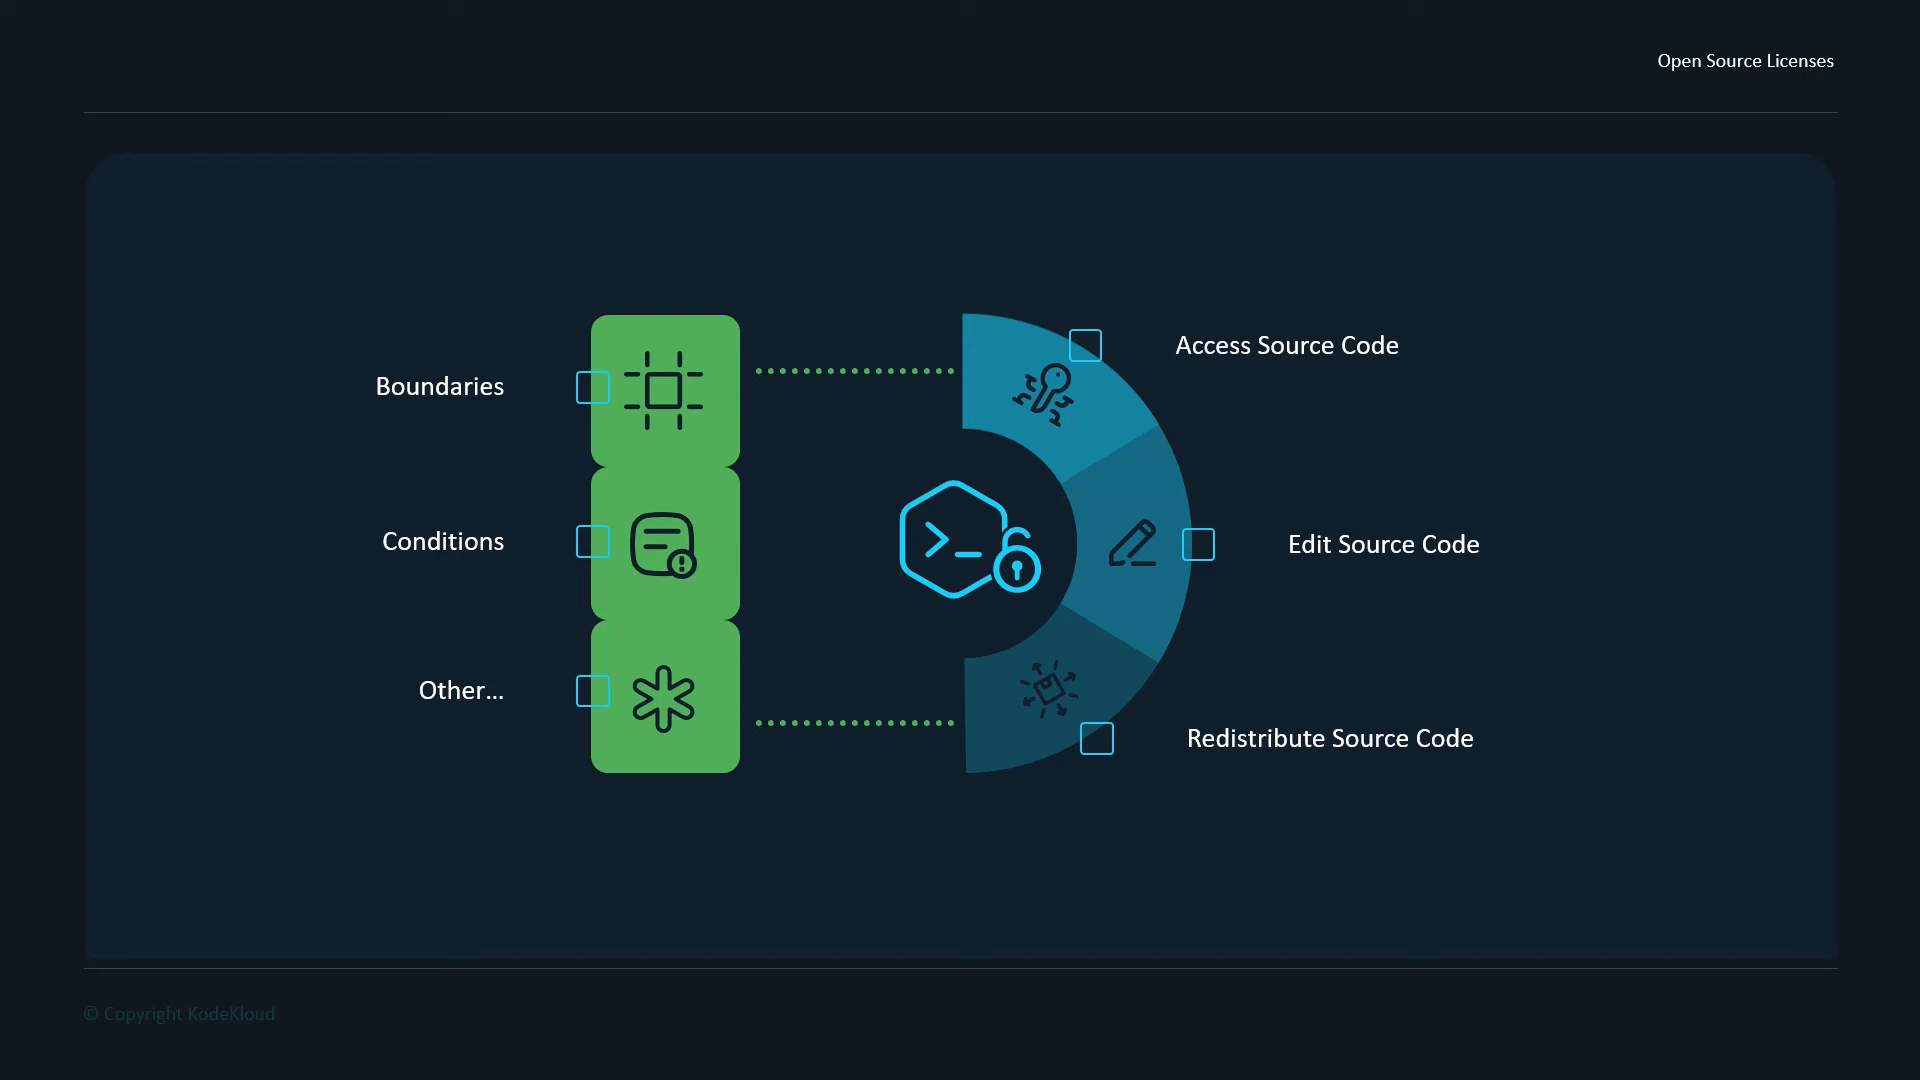 Open Source Licenses
Boundaries
Conditions
Other...
Access Source Code
Edit Source Code
Redistribute Source Code
© Copyright KodeKloud